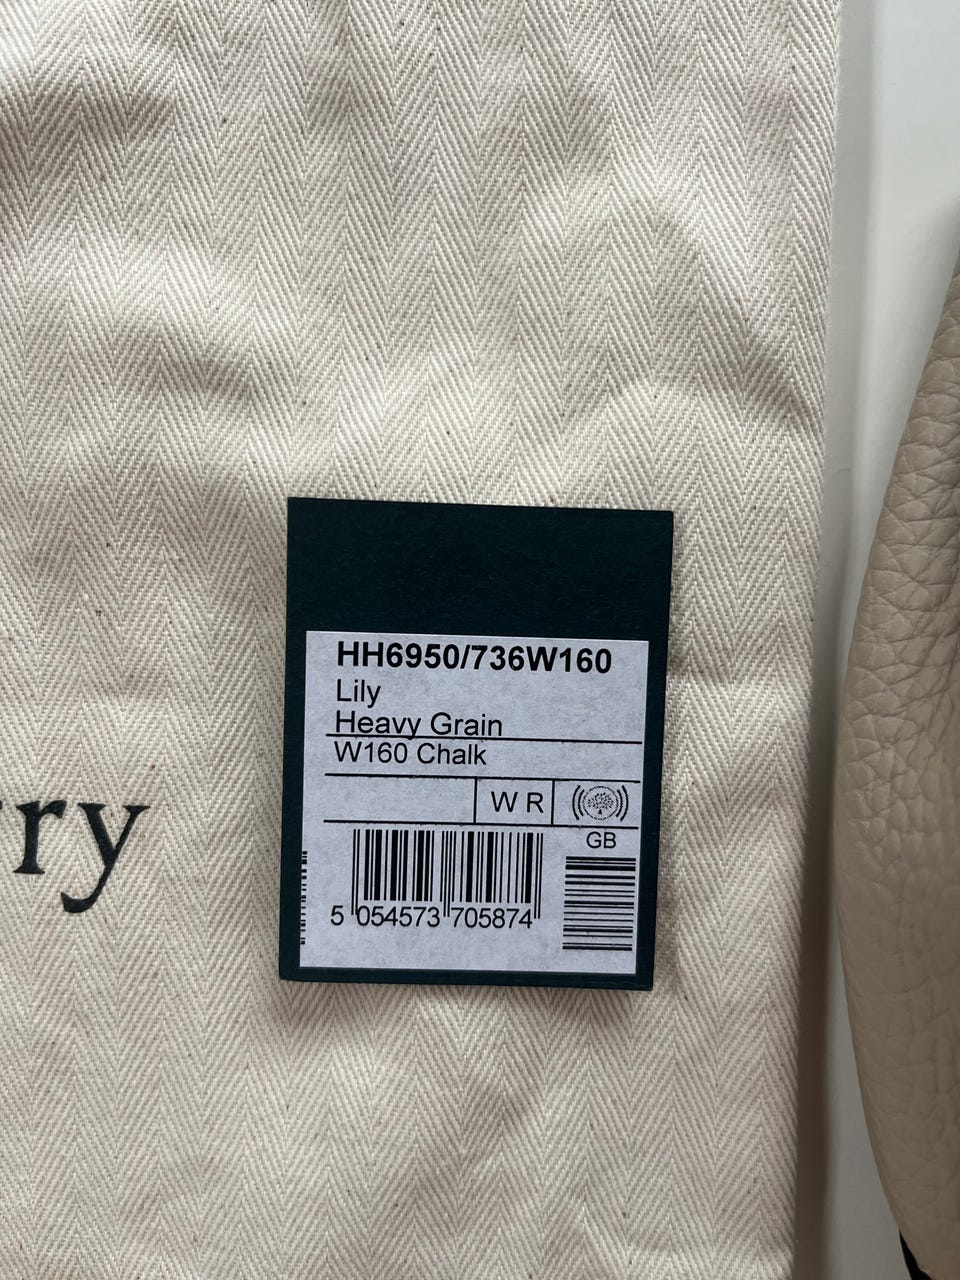 HH6950/736W160
Lily
Heavy Grain
W160 Chalk
W R
GB
ry
5 054573 705874